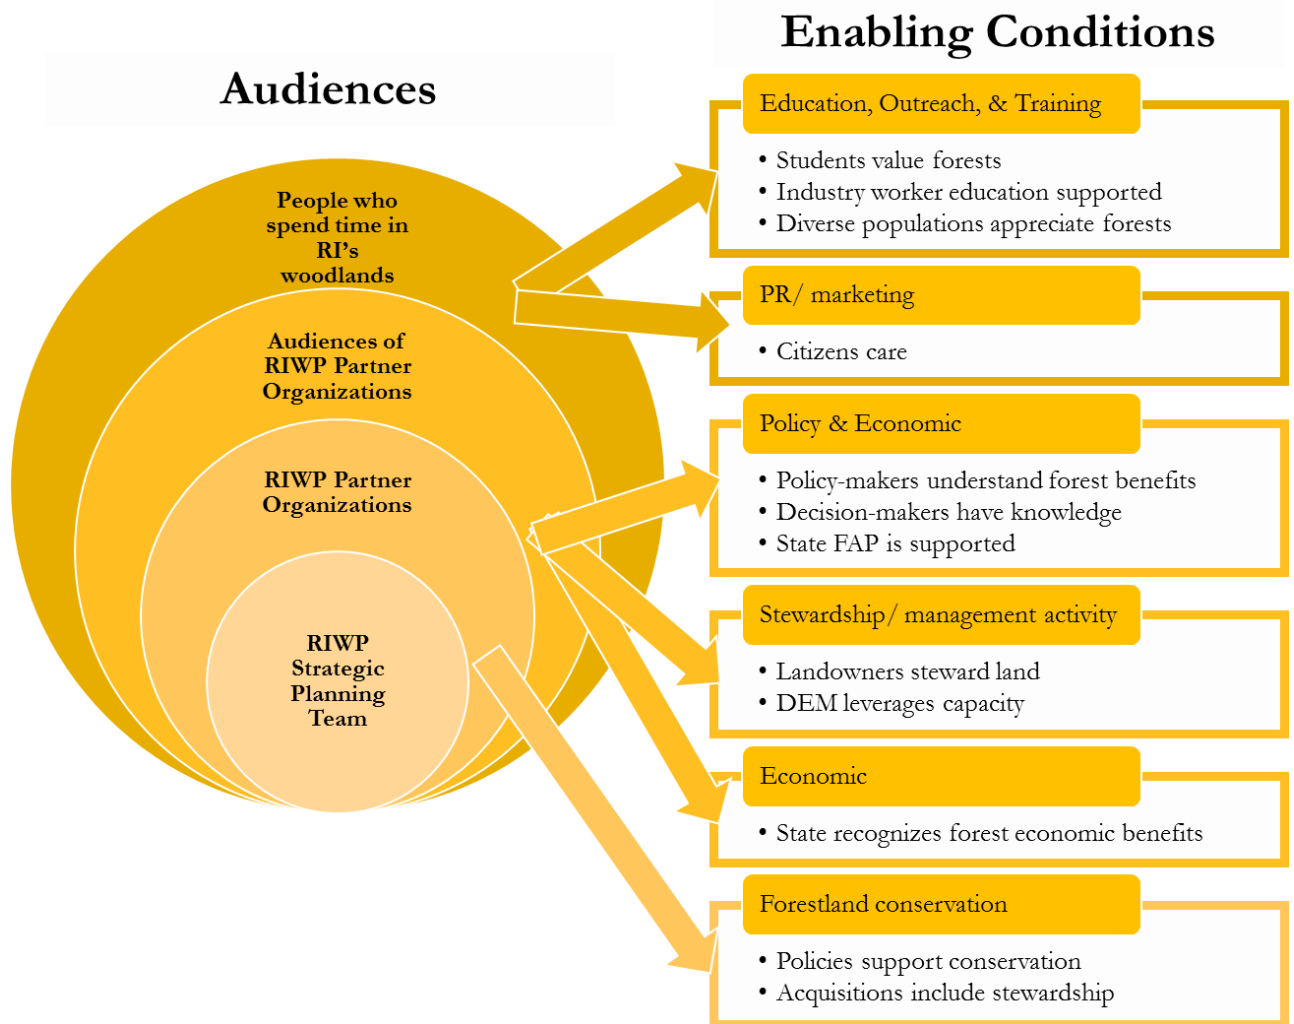 Audiences
People who
spend time in
RI’s
woodlands
Audiences of
RIWP Partner
Organizations
RIWP Partner
Organizations
RIWP
Strategic
Planning
Team
Enabling Conditions
Education, Outreach, & Training
• Students value forests
• Industry worker education supported
• Diverse populations appreciate forests
PR/ marketing
• Citizens care
Policy & Economic
• Policy-makers understand forest benefits
• Decision-makers have knowledge
• State FAP is supported
Stewardship/ management activity
• Landowners steward land
• DEM leverages capacity
Economic
• State recognizes forest economic benefits
Forestland conservation
• Policies support conservation
• Acquisitions include stewardship